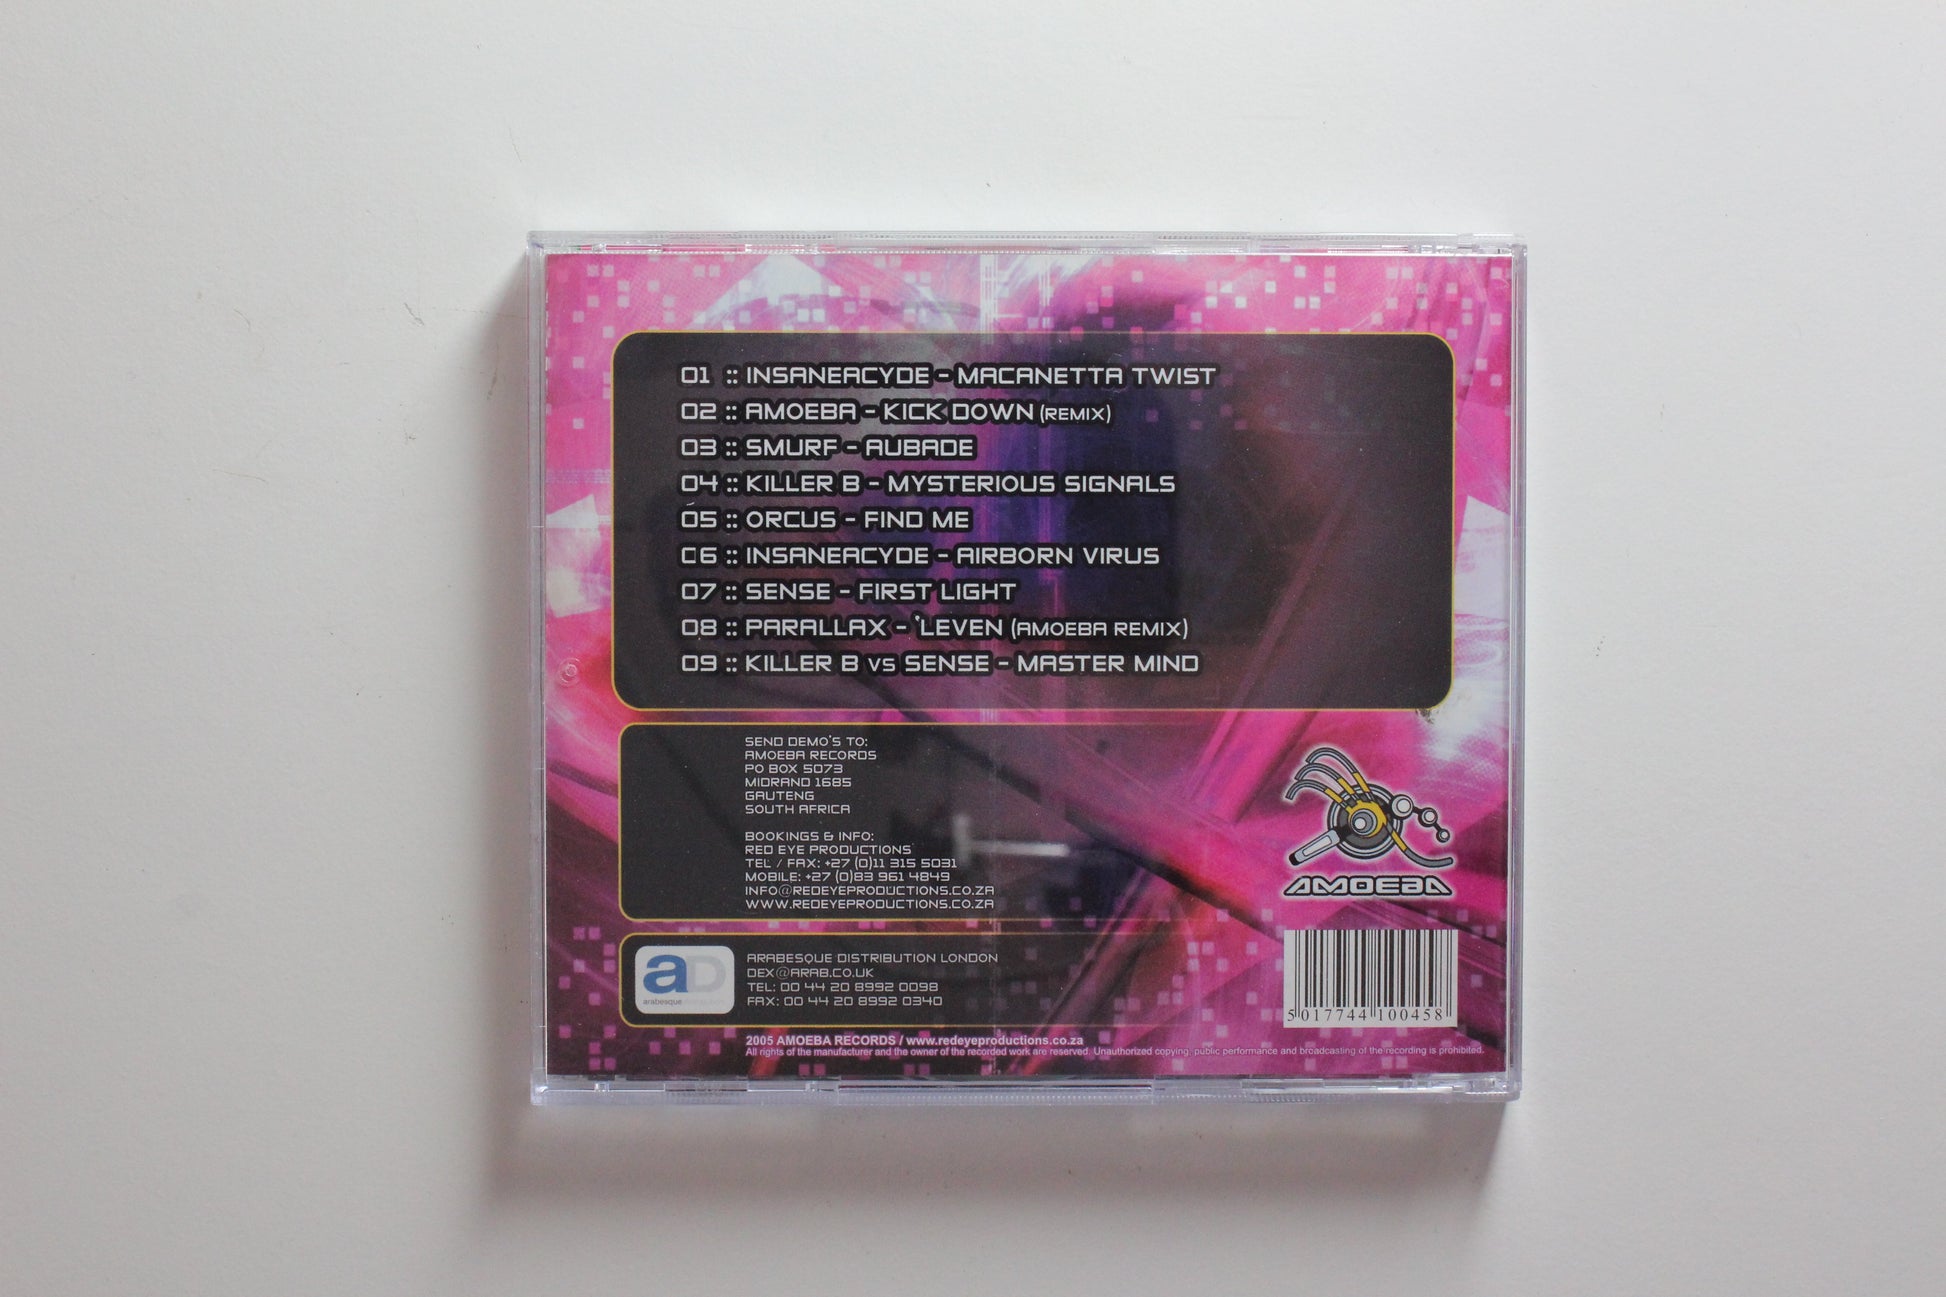 01 :: INSANEACYDE - MACANETTA TWIST
02 :: AMOEBA - KICK DOWN (REMIX)
03 :: SMURF - AUBADE
04 :: KILLER B - MYSTERIOUS SIGNALS
05 :: ORCUS - FIND ME
06 :: INSANEACYDE - AIRBORN VIRUS
07 :: SENSE - FIRST LIGHT
08 :: PARALLAX - 'LEVEN (AMOEBA REMIX)
09 :: KILLER B VS SENSE - MASTER MIND
SEND DEMO'S TO:
AMOEBA RECORDS
PO BOX 5073
MIDRAND 1685
GAUTENG
SOUTH AFRICA
BOOKINGS & INFO:
RED EYE PRODUCTIONS
TEL / FAX: +27 (0)11 315 5031
MOBILE: +27 (0)83 961 4849
INFO@REDEYEPRODUCTIONS.CO.ZA
WWW.REDEYEPRODUCTIONS.CO.ZA
AMOEBA
aD
arabesque
ARABESQUE DISTRIBUTION LONDON
DEX@ARAB.CO.UK
TEL: 00 44 20 8992 0098
FAX: 00 44 20 8992 0340
5 017744 100458
2005 AMOEBA RECORDS / www.redeyeproductions.co.za
All rights of the manufacturer and the owner of the recorded work are reserved. Unauthorized copying, public performance and broadcasting of the recording is prohibited.